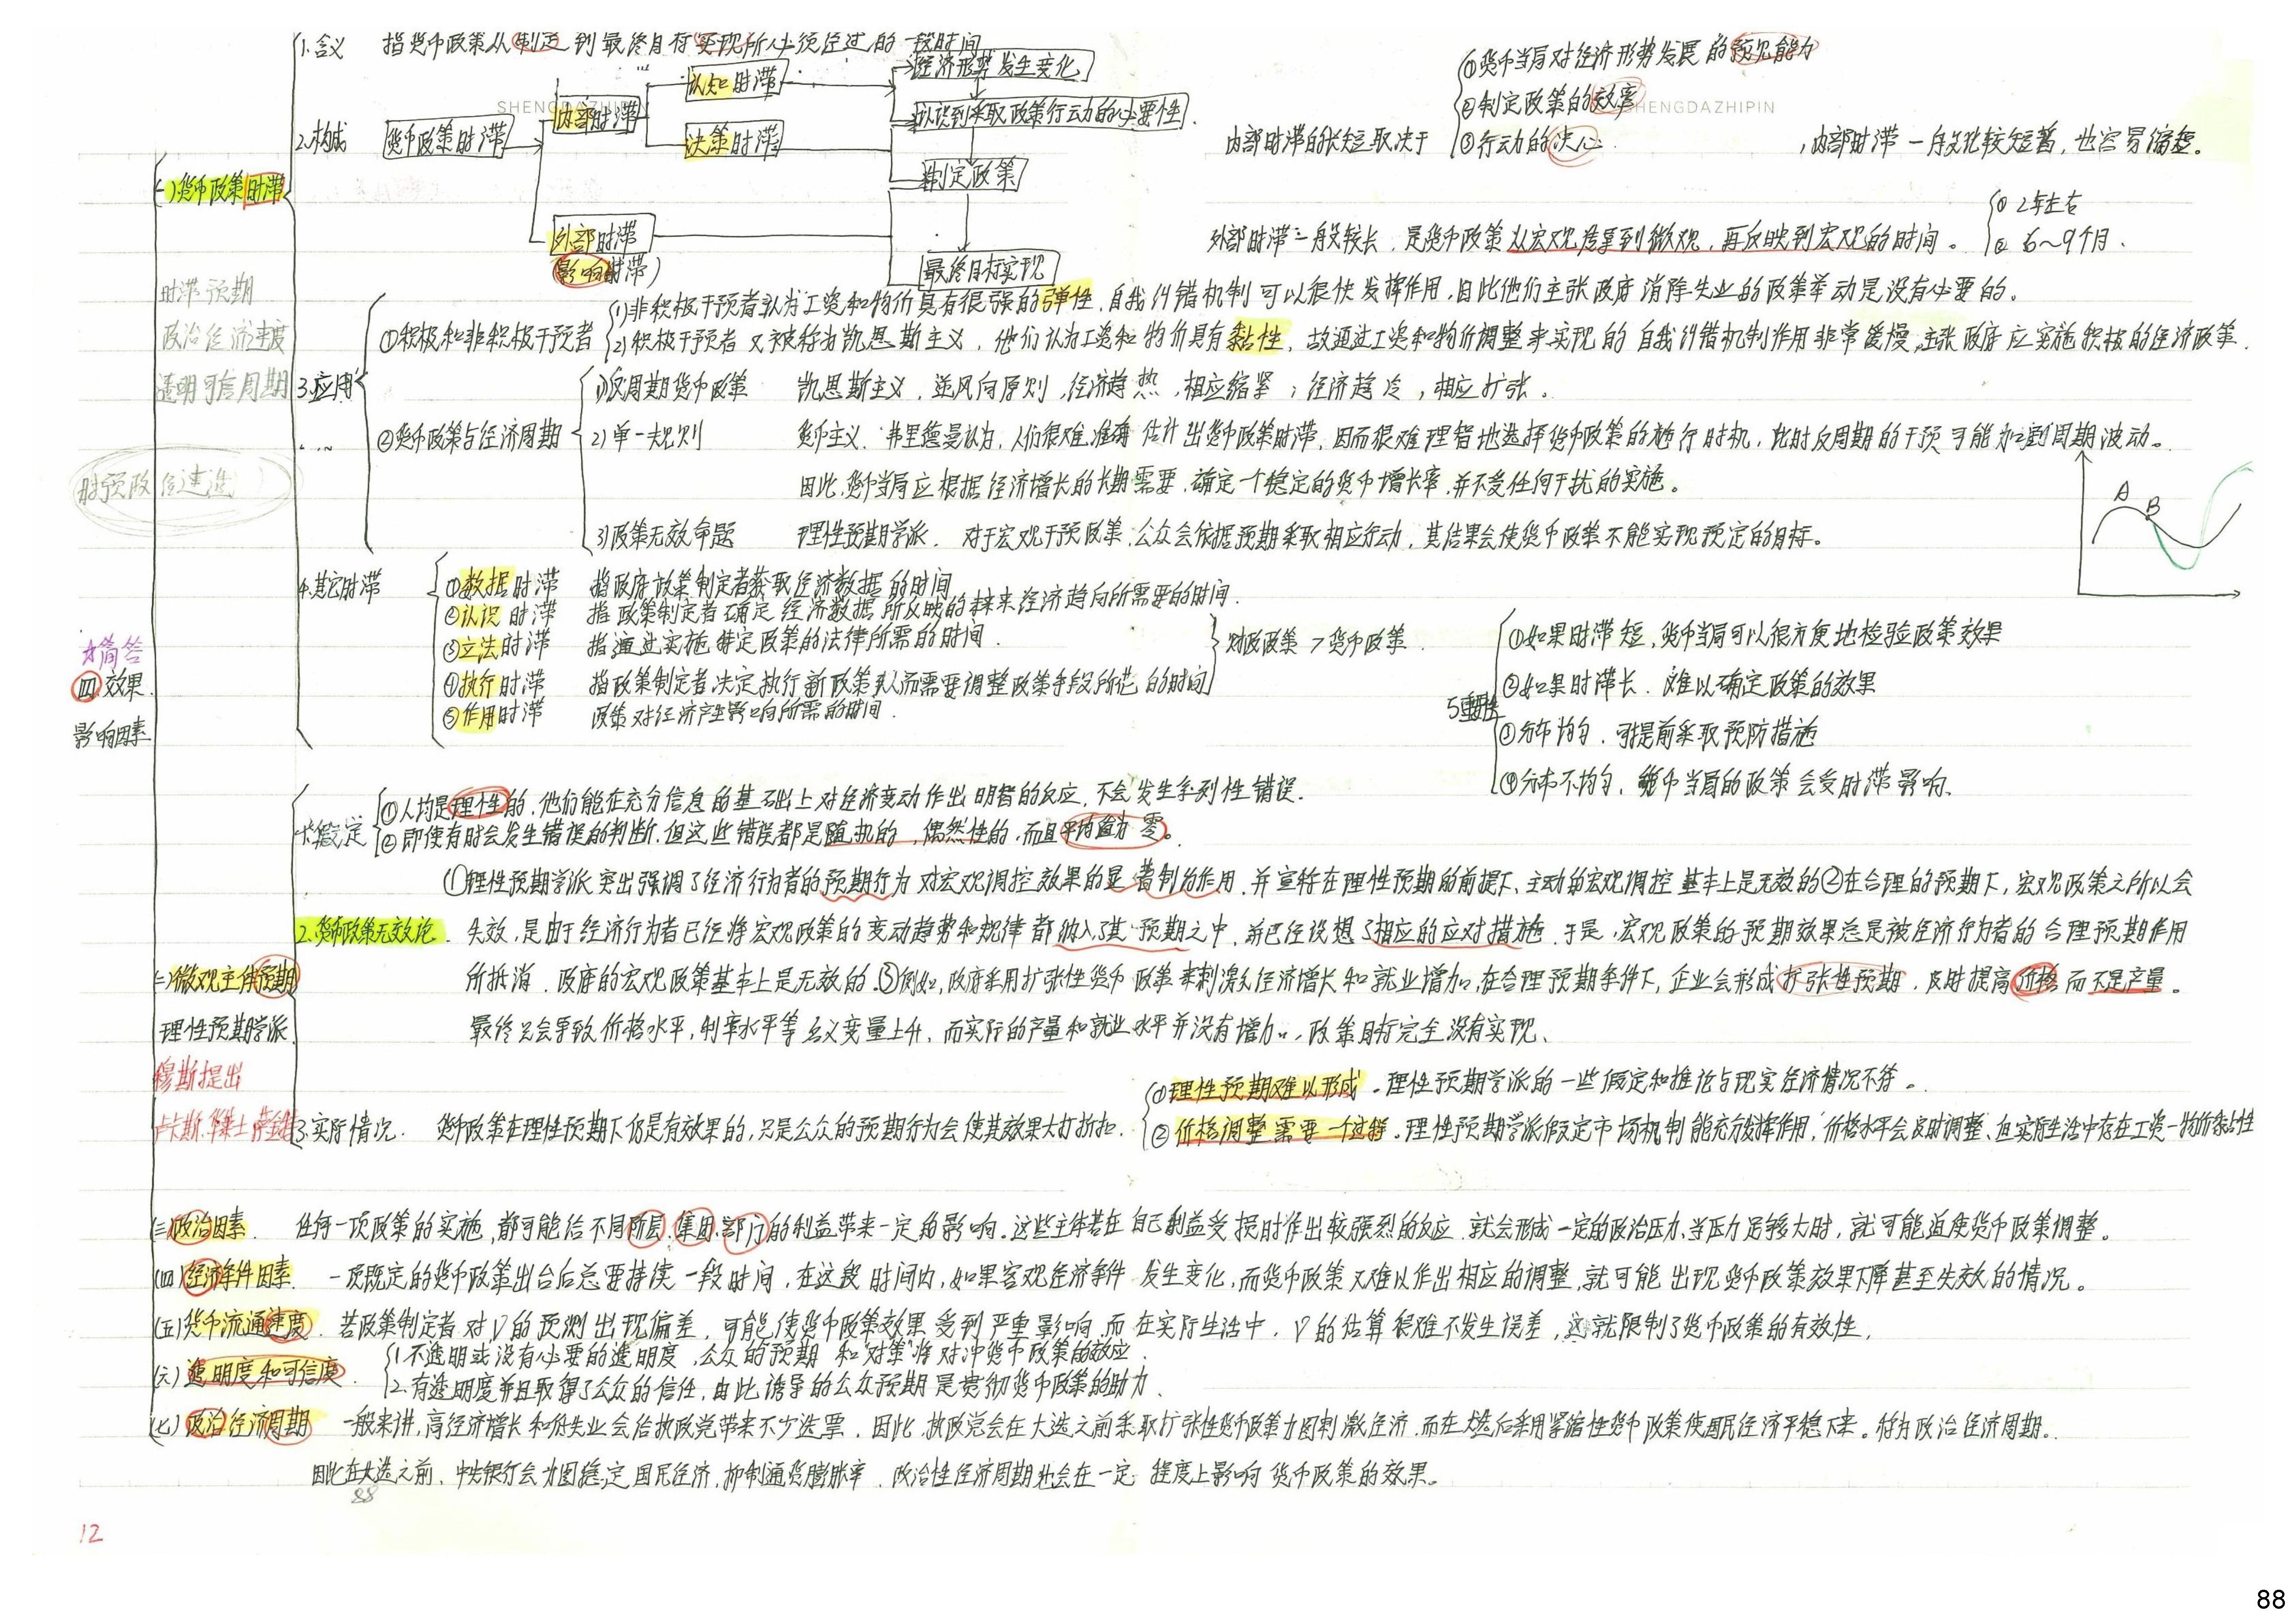 1.含义 指货币政策从制定到最终目标实现所必须经过的一段时间
SHENGDAZHIPIN
2.构成 货币政策时滞
内部时滞
认知时滞
决策时滞
外部时滞
(影响时滞)
经济形势发生变化
认识到采取政策行动的必要性
制定政策
最终目标实现
内部时滞的长短取决于
①货币当局对经济形势发展的预见能力
②制定政策的效率
SHENGDAZHIPIN
③行动的决心
,内部时滞一般比较短暂,也容易缩短。
外部时滞一般较长,是货币政策从宏观传导到微观,再反映到宏观的时间。
① 2年左右
② 6~9个月.
(一)货币政策时滞
时滞预期
政治经济速度
透明可信周期
时预政经速选
3.应用
①积极和非积极干预者
(1)非积极干预者认为工资和物价具有很强的弹性,自我纠错机制可以很快发挥作用,因此他们主张政府消除失业的政策举动是没有必要的。
(2)积极干预者又被称为凯恩斯主义,他们认为工资和物价具有黏性,故通过工资和物价调整来实现的自我纠错机制作用非常缓慢,主张政府应实施积极的经济政策.
②货币政策与经济周期
1)反周期货币政策 凯恩斯主义,逆风向原则,经济趋热,相应缩紧;经济趋冷,相应扩张。
2)单一规则 货币主义.弗里德曼认为,人们很难准确估计出货币政策时滞,因而很难理智地选择货币政策的施行时机,此时反周期的干预可能加剧周期波动。
因此,货币当局应根据经济增长的长期需要,确定一个稳定的货币增长率,并不受任何干扰的实施。
3)政策无效命题 理性预期学派.对于宏观干预政策,公众会依据预期采取相应行动,其结果会使货币政策不能实现预定的目标。
A
B
4.其它时滞
①数据时滞 指政府政策制定者获取经济数据的时间
②认识时滞 指政策制定者确定经济数据所反映的未来经济趋向所需要的时间.
③立法时滞 指通过实施特定政策的法律所需的时间.
④执行时滞 指政策制定者决定执行新政策从而需要调整政策手段所花的时间
⑤作用时滞 政策对经济产生影响所需的时间.
财政政策>货币政策.
①如果时滞短,货币当局可以很方便地检验政策效果
②如果时滞长,难以确定政策的效果
③分布均匀,可提前采取预防措施
④分布不均匀,货币当局的政策会受时滞影响.
为简答
四.效果
影响因素
①人均是理性的,他们能在充分信息的基础上对经济变动作出明智的反应,不会发生系列性错误.
1.假定
②即使有时会发生错误的判断,但这些错误都是随机的,偶然性的,而且平均值为零。
①理性预期学派突出强调了经济行为者的预期行为对宏观调控效果的显著制约作用,并宣称在理性预期的前提下、主动的宏观调控基本上是无效的②在合理的预期下,宏观政策之所以会
2.货币政策无效论.失效,是由于经济行为者已经将宏观政策的变动趋势和规律都纳入了其预期之中,并已经设想了相应的应对措施.于是,宏观政策的预期效果总是被经济行为者的合理预期作用
所抵消.政府的宏观政策基本上是无效的.③例如,政府采用扩张性货币政策来刺激经济增长和就业增加,在合理预期条件下,企业会形成扩张性预期,及时提高价格而不是产量。
最终只会导致价格水平,利率水平等名义变量上升,而实际的产量和就业水平并没有增加..,政策目标完全没有实现、
(二)微观主体预期
理性预期学派
穆斯提出
3.实际情况. 货币政策在理性预期下仍是有效果的,只是公众的预期行为会使其效果大打折扣.
①理性预期难以形成.理性预期学派的一些假定和推论与现实经济情况不符。
②价格调整需要一个过程.理性预期学派假定市场机制能充分发挥作用,价格水平会及时调整、但实际生活中存在工资-物价黏性
(三)政治因素. 任何一项政策的实施,都可能给不同阶层.集团.部门的利益带来一定的影响.这些主体若在自己利益受损时作出较强烈的反应,就会形成一定的政治压力、当压力足够大时,就可能迫使货币政策调整。
(四)经济条件因素. 一项既定的货币政策出台后总要持续一段时间,在这段时间内,如果客观经济条件发生变化,而货币政策又难以作出相应的调整,就可能出现货币政策效果下降甚至失效的情况。
(五)货币流通速度.若政策制定者对V的预测出现偏差,可能使货币政策效果受到严重影响,而在实际生活中,V的估算很难不发生误差,这就限制了货币政策的有效性.
(六)透明度和可信度.
1.不透明或没有必要的透明度,公众的预期和"对策"将对冲货币政策的效应.
2.有透明度并且取得了公众的信任,由此诱导的公众预期是贯彻货币政策的助力.
(七)政治经济周期 一般来讲,高经济增长和低失业会给执政党带来不少选票.因此,执政党会在大选之前采取扩张性货币政策力图刺激经济,而在大选后采用紧缩性货币政策使国民经济平稳下来。称为政治经济周期.
因此在大选之前,中央银行会力图稳定国民经济,抑制通货膨胀率.政治性经济周期也会在一定程度上影响货币政策的效果。
88
12
88